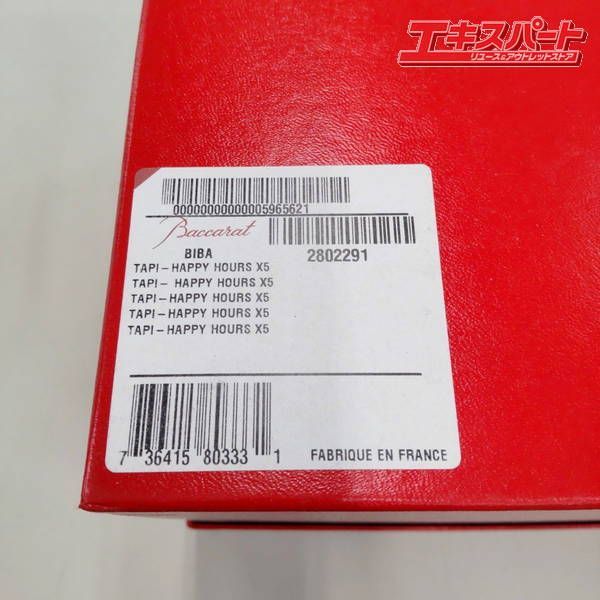 エキスパート
リユース&アウトレットストア
00000000000005965621
Baccarat
BIBA
2802291
TAPI-HAPPY HOURS X5
TAPI- HAPPY HOURS X5
TAPI-HAPPY HOURS X5
TAPI-HAPPY HOURS X5
TAPI-HAPPY HOURS X5
7 36415 80333 1
FABRIQUE EN FRANCE